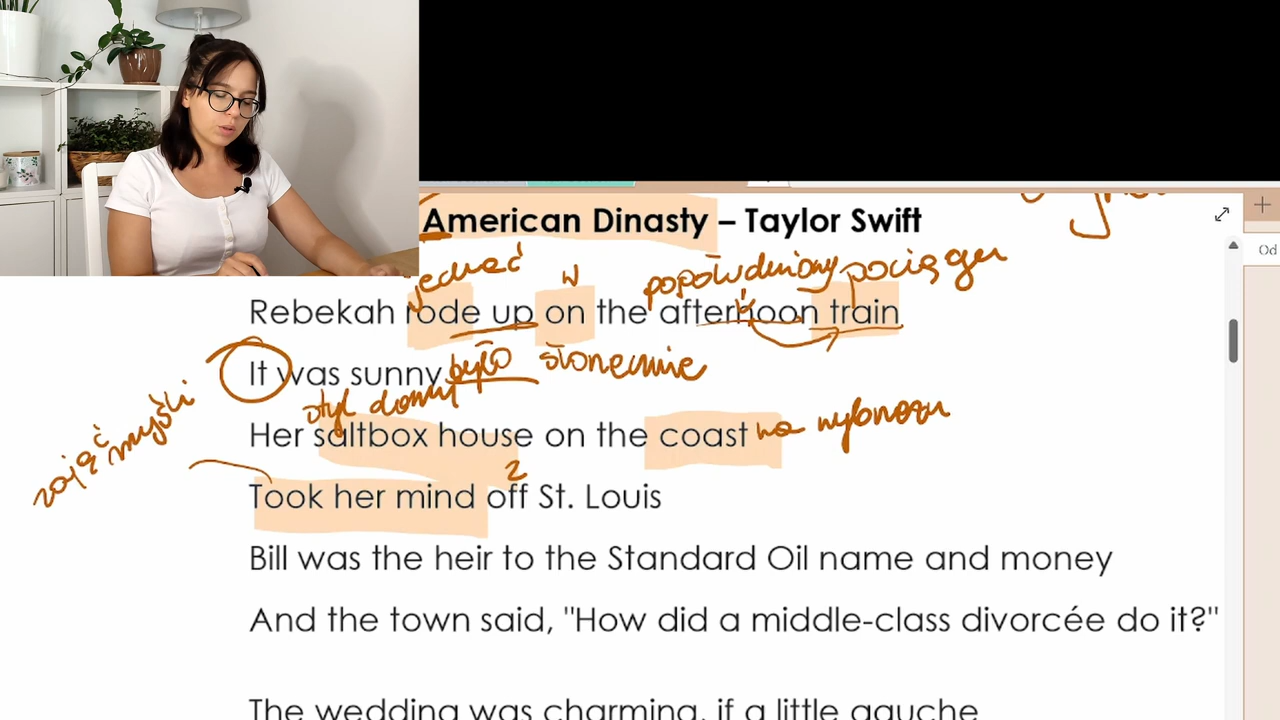 American Dinasty – Taylor Swift
jechać w popołudniowy pociągu
Rebekah rode up on the afternoon train
It was sunny było słonecznie
styl domu
Her saltbox house on the coast na wybrzeżu
zająć myśli
z
Took her mind off St. Louis
Bill was the heir to the Standard Oil name and money
And the town said, "How did a middle-class divorcée do it?"
The wedding was charming, if a little gauche
Od